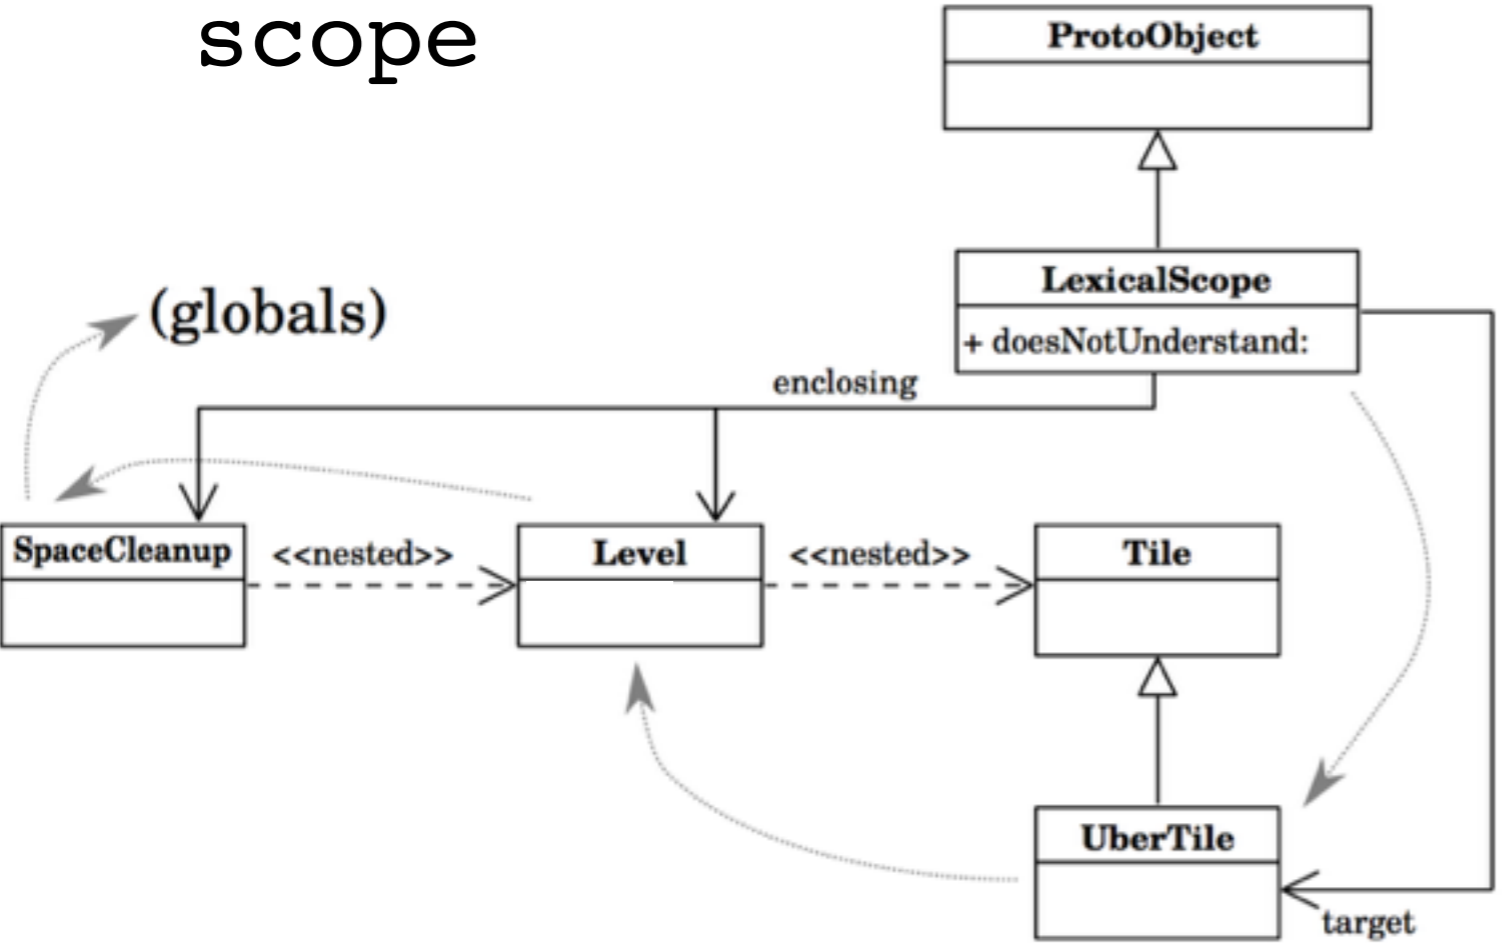 scope
ProtoObject
LexicalScope
+ doesNotUnderstand:
(globals)
enclosing
SpaceCleanup
<<nested>>
Level
<<nested>>
Tile
UberTile
target